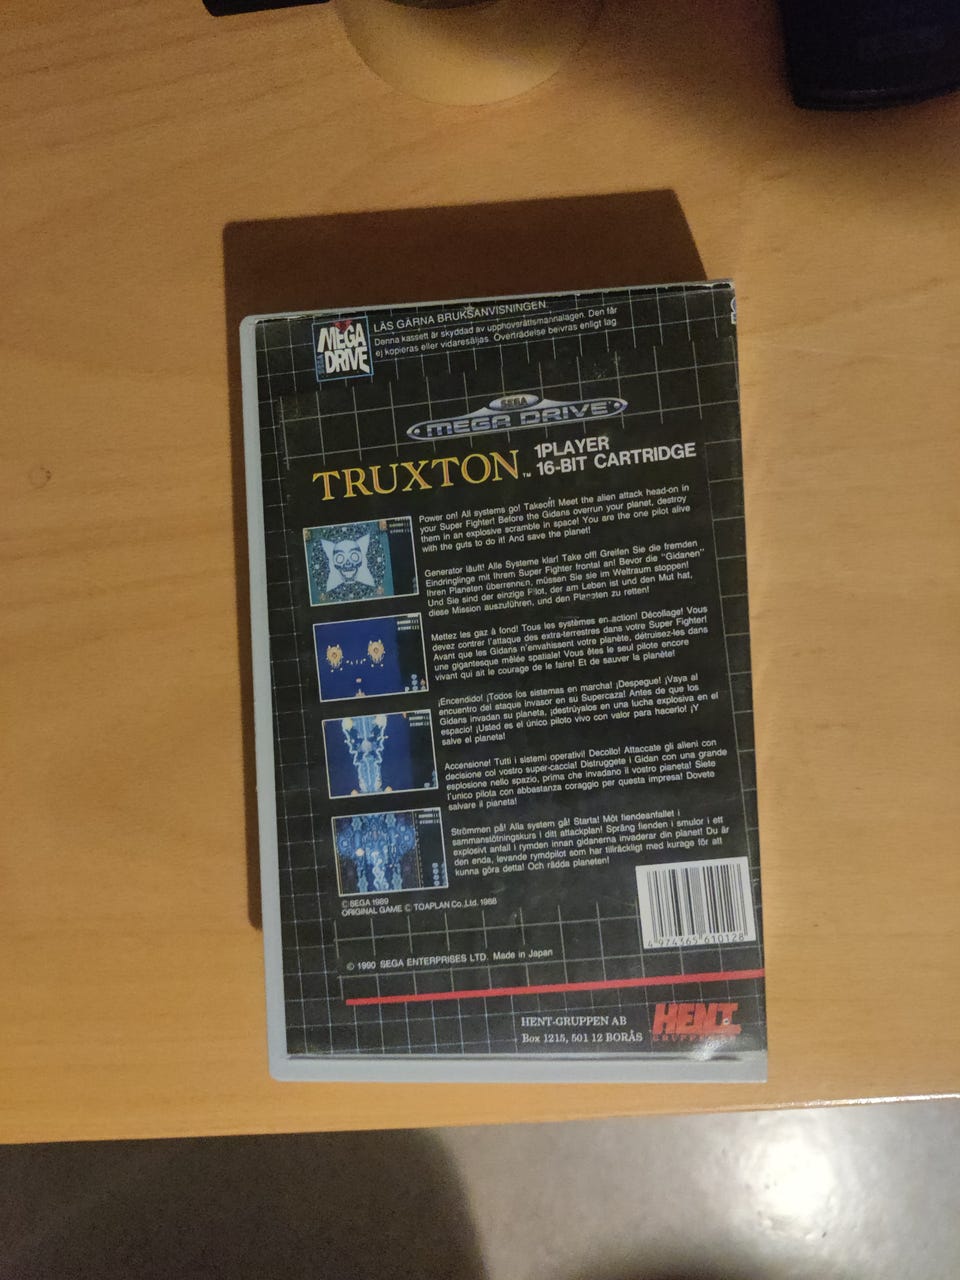 SEGA
MEGA
DRIVE
LÄS GÄRNA BRUKSANVISNINGEN.
Denna kassett är skyddad av upphovsrättsmannalagen. Den får
ej kopieras eller vidaresäljas. Överträdelse beivras enligt lag
SEGA
MEGA DRIVE
TRUXTON™
1PLAYER
16-BIT CARTRIDGE
Power on! All systems go! Takeoff! Meet the alien attack head-on in
your Super Fighter! Before the Gidans overrun your planet, destroy
them in an explosive scramble in space! You are the one pilot alive
with the guts to do it! And save the planet!
Generator läuft! Alle Systeme klar! Take off! Greifen Sie die fremden
Eindringlinge mit Ihrem Super Fighter frontal an! Bevor die "Gidanen"
Ihren Planeten überrennen, müssen Sie sie im Weltraum stoppen!
Und Sie sind der einzige Pilot, der am Leben ist und den Mut hat,
diese Mission auszuführen, und den Planeten zu retten!
Mettez les gaz à fond! Tous les systèmes en action! Décollage! Vous
devez contrer l'attaque des extra-terrestres dans votre Super Fighter!
Avant que les Gidans n'envahissent votre planète, détruisez-les dans
une gigantesque mêlée spatiale! Vous êtes le seul pilote encore
vivant qui ait le courage de le faire! Et de sauver la planète!
¡Encendido! ¡Todos los sistemas en marcha! ¡Despegue! ¡Vaya al
encuentro del ataque invasor en su Supercaza! Antes de que los
Gidans invadan su planeta, ¡destrúyalos en una lucha explosiva en el
espacio! ¡Usted es el único piloto vivo con valor para hacerlo! ¡Y
salve el planeta!
Accensione! Tutti i sistemi operativi! Decollo! Attaccate gli alieni con
decisione col vostro super-caccia! Distruggete i Gidan con una grande
esplosione nello spazio, prima che invadano il vostro pianeta! Siete
l'unico pilota con abbastanza coraggio per questa impresa! Dovete
salvare il pianeta!
Strömmen på! Alla system gå! Starta! Möt fiendeanfallet i
sammanstötningskurs i ditt attackplan! Spräng fienden i smulor i ett
explosivt anfall i rymden innan gidanerna invaderar din planet! Du är
den enda, levande rymdpilot som har tillräckligt med kurage för att
kunna göra detta! Och rädda planeten!
© SEGA 1989
ORIGINAL GAME © TOAPLAN Co.,Ltd. 1988
4 974365 610128
© 1990 SEGA ENTERPRISES LTD. Made in Japan
HENT-GRUPPEN AB
Box 1215, 501 12 BORÅS
HENT
GRUPPEN AB